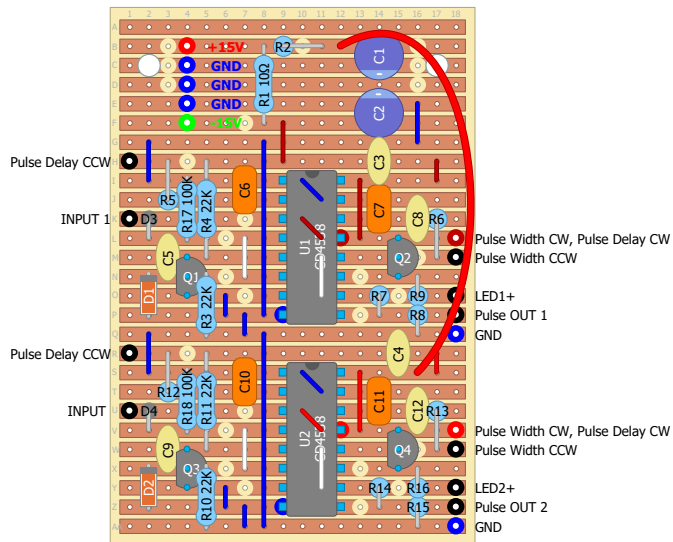 1 2 3 4 5 6 7 8 9 10 11 12 13 14 15 16 17 18
A
B +15V R2 C1
C GND
D GND R1 10Ω
E GND C2
F -15V
G
Pulse Delay CCW H C3
I
J R5 R17 100K R4 22K C6 C7
INPUT 1 K D3 C8 R6
L U1 CD4538 Pulse Width CW, Pulse Delay CW
M C5 Q2 Pulse Width CCW
N Q1
O D1 R3 22K R7 R9 LED1+
P R8 Pulse OUT 1
Q GND
Pulse Delay CCW R C4
S
T R12 R18 100K R11 22K C10 C11
INPUT U D4 C12 R13
V U2 CD4538 Pulse Width CW, Pulse Delay CW
W C9 Q4 Pulse Width CCW
X Q3
Y D2 R10 22K R14 R16 LED2+
Z R15 Pulse OUT 2
AA GND